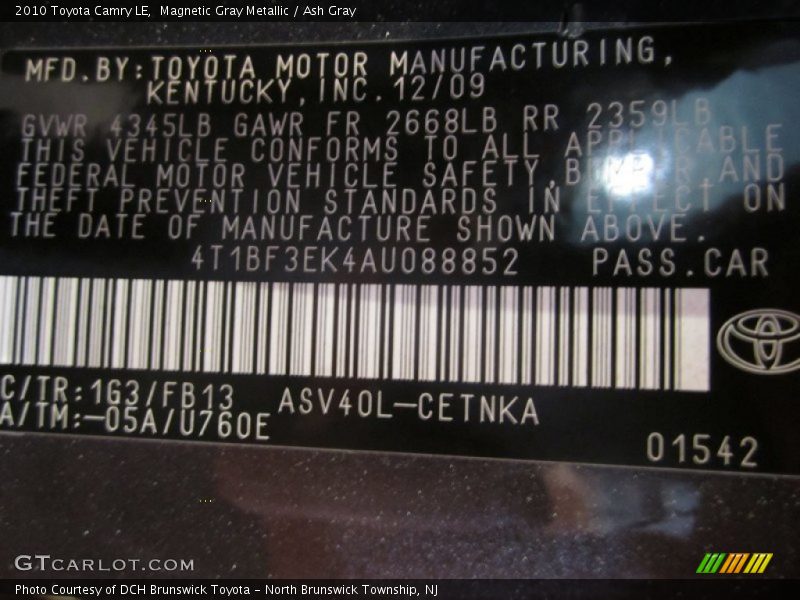 2010 Toyota Camry LE, Magnetic Gray Metallic / Ash Gray
MFD.BY:TOYOTA MOTOR MANUFACTURING,
KENTUCKY,INC.12/09
GVWR 4345LB GAWR FR 2668LB RR 2359LB
THIS VEHICLE CONFORMS TO ALL APPLICABLE
FEDERAL MOTOR VEHICLE SAFETY,BUMPER,AND
THEFT PREVENTION STANDARDS IN EFFECT ON
THE DATE OF MANUFACTURE SHOWN ABOVE.
4T1BF3EK4AU088852 PASS.CAR
C/TR:1G3/FB13 ASV40L-CETNKA
A/TM:-05A/U760E
01542
GTCARLOT.COM
Photo Courtesy of DCH Brunswick Toyota - North Brunswick Township, NJ